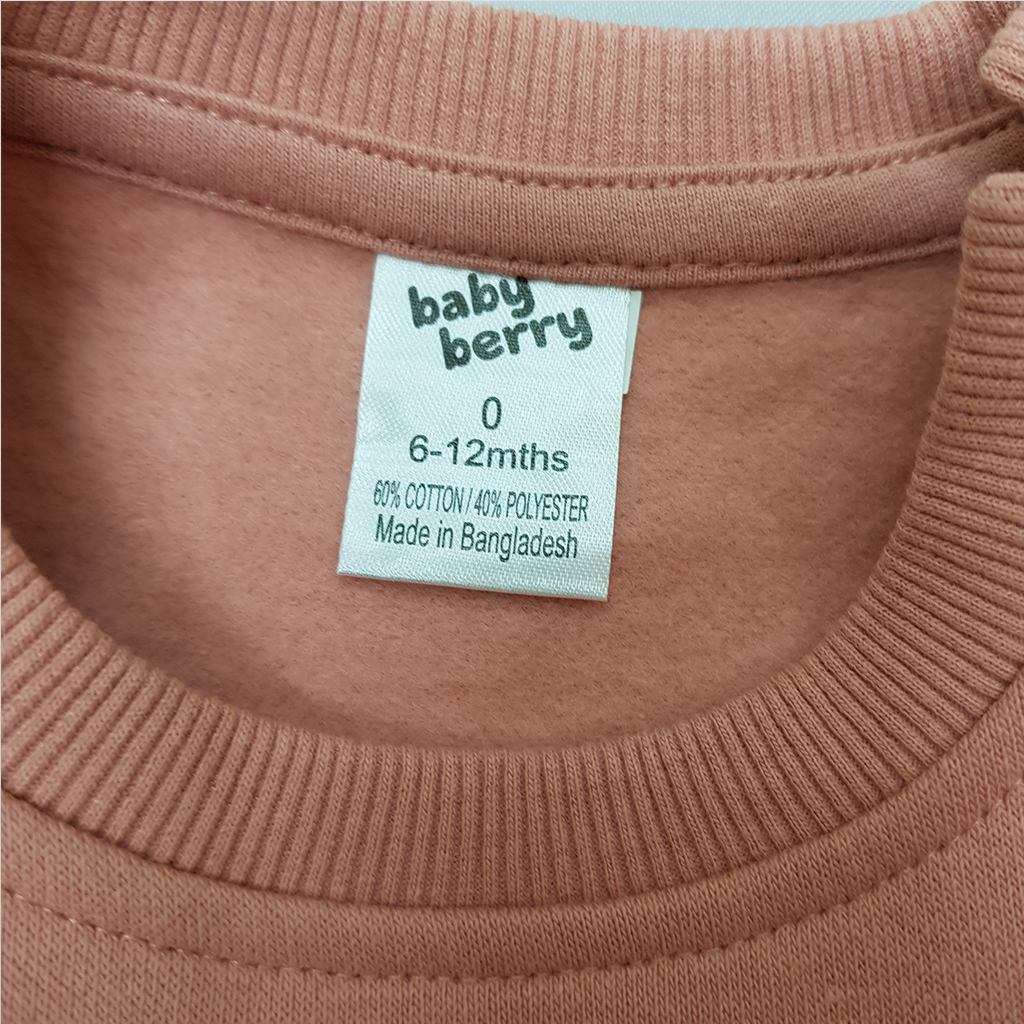 baby
berry
0
6-12mths
60% COTTON / 40% POLYESTER
Made in Bangladesh